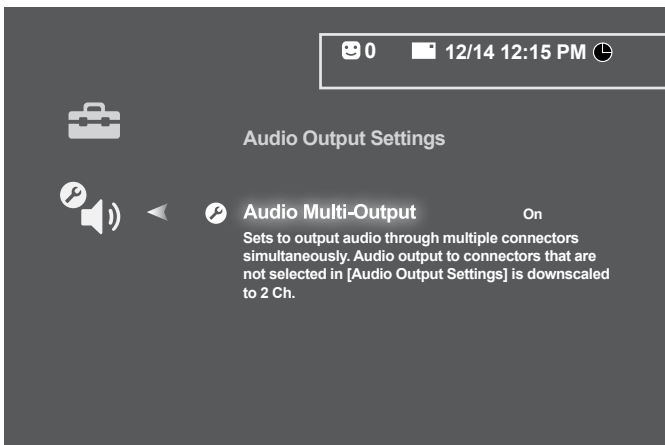 0 12/14 12:15 PM
Audio Output Settings
Audio Multi-Output On
Sets to output audio through multiple connectors
simultaneously. Audio output to connectors that are
not selected in [Audio Output Settings] is downscaled
to 2 Ch.